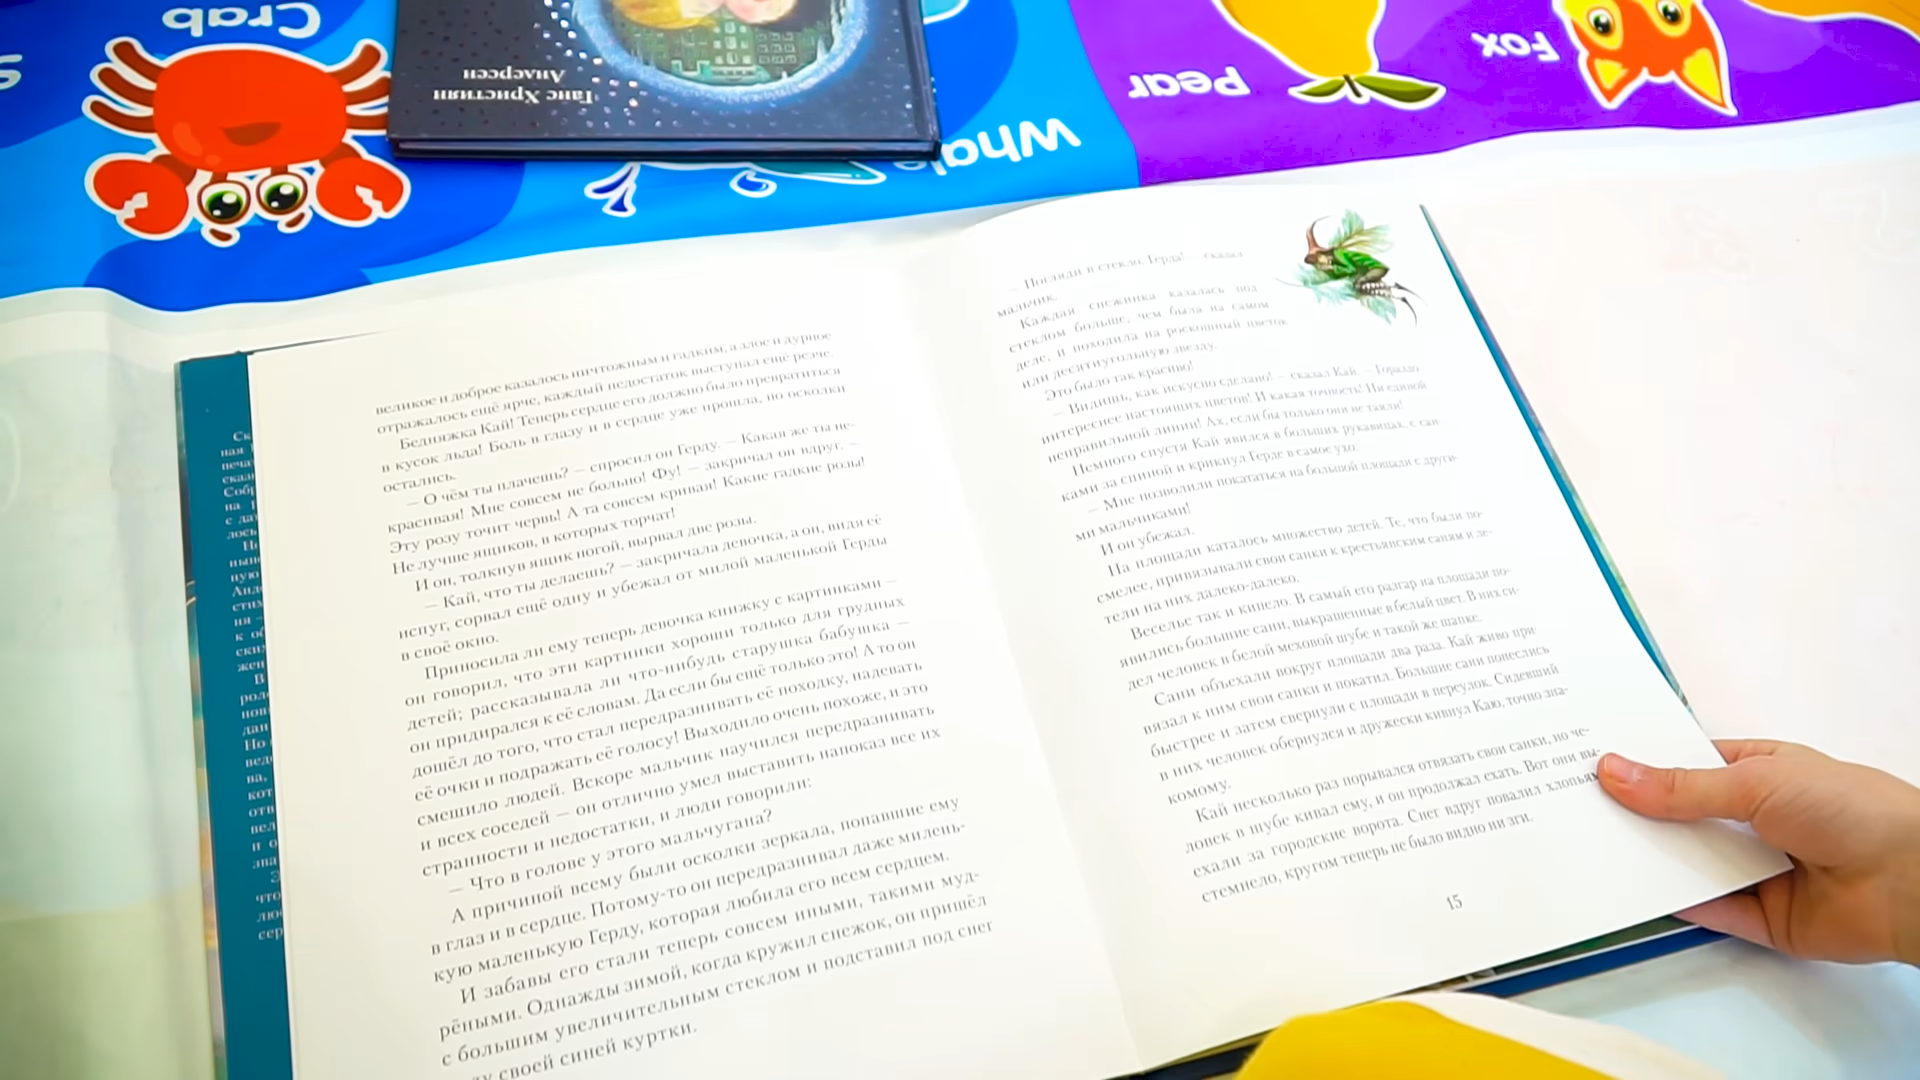 Crab
Ганс Християн
Андерсен
Whale
Pear
Fox
великое и доброе казалось ничтожным и гадким, а злое и дурное
отражалось ещё ярче, каждый недостаток выступал ещё резче.
Бедняжка Кай! Теперь сердце его должно было превратиться
в кусок льда! Боль в глазу и в сердце уже прошла, но осколки
остались.
— О чём ты плачешь? — спросил он Герду. — Какая же ты не-
красивая! Мне совсем не больно! Фу! — закричал он вдруг. —
Эту розу точит червь! А та совсем кривая! Какие гадкие розы!
Не лучше ящиков, в которых торчат!
И он, толкнув ящик ногой, вырвал две розы.
— Кай, что ты делаешь? — закричала девочка, а он, видя её
испуг, сорвал ещё одну и убежал от милой маленькой Герды
в своё окно.
Приносила ли ему теперь девочка книжку с картинками —
он говорил, что эти картинки хороши только для грудных
детей; рассказывала ли что-нибудь старушка бабушка —
он придирался к её словам. Да если бы ещё только это! А то он
дошёл до того, что стал передразнивать её походку, надевать
её очки и подражать её голосу! Выходило очень похоже, и это
смешило людей. Вскоре мальчик научился передразнивать
и всех соседей — он отлично умел выставить напоказ все их
странности и недостатки, и люди говорили:
— Что в голове у этого мальчугана?
А причиной всему были осколки зеркала, попавшие ему
в глаз и в сердце. Потому-то он передразнивал даже милень-
кую маленькую Герду, которая любила его всем сердцем.
И забавы его стали теперь совсем иными, такими муд-
рёными. Однажды зимой, когда кружил снежок, он пришёл
с большим увеличительным стеклом и подставил под снег
своей синей куртки.
— Погляди в стекло, Герда! — сказал
мальчик.
Каждая снежинка казалась под
стеклом больше, чем была на самом
деле, и походила на роскошный цветок
или десятиугольную звезду.
Это было так красиво!
— Видишь, как искусно сделано! — сказал Кай. — Гораздо
интереснее настоящих цветов! И какая точность! Ни единой
неправильной линии! Ах, если бы только они не таяли!
Немного спустя Кай явился в больших рукавицах, с сан-
ками за спиной и крикнул Герде в самое ухо:
— Мне позволили покататься на большой площади с други-
ми мальчиками!
И он убежал.
На площади каталось множество детей. Те, что были по-
смелее, привязывали свои санки к крестьянским саням и ле-
тели на них далеко-далеко.
Веселье так и кипело. В самый его разгар на площади по-
явились большие сани, выкрашенные в белый цвет. В них си-
дел человек в белой меховой шубе и такой же шапке.
Сани объехали вокруг площади два раза. Кай живо при-
вязал к ним свои санки и покатил. Большие сани понеслись
быстрее и затем свернули с площади в переулок. Сидевший
в них человек обернулся и дружески кивнул Каю, точно зна-
комому.
Кай несколько раз порывался отвязать свои санки, но че-
ловек в шубе кивал ему, и он продолжал ехать. Вот они вы-
ехали за городские ворота. Снег вдруг повалил хлопьями,
стемнело, кругом теперь не было видно ни зги.
15